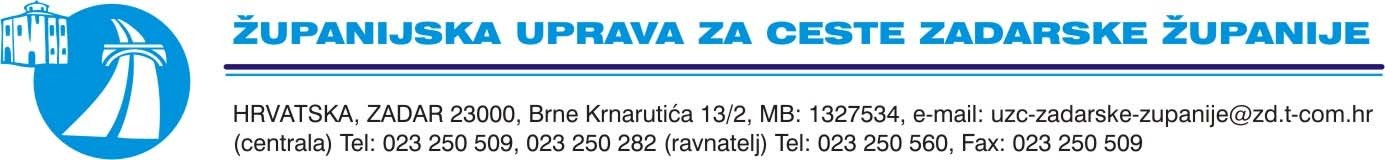 ŽUPANIJSKA UPRAVA ZA CESTE ZADARSKE ŽUPANIJE
HRVATSKA, ZADAR 23000, Brne Krnarutića 13/2, MB: 1327534, e-mail: uzc-zadarske-zupanije@zd.t-com.hr
(centrala) Tel: 023 250 509, 023 250 282 (ravnatelj) Tel: 023 250 560, Fax: 023 250 509